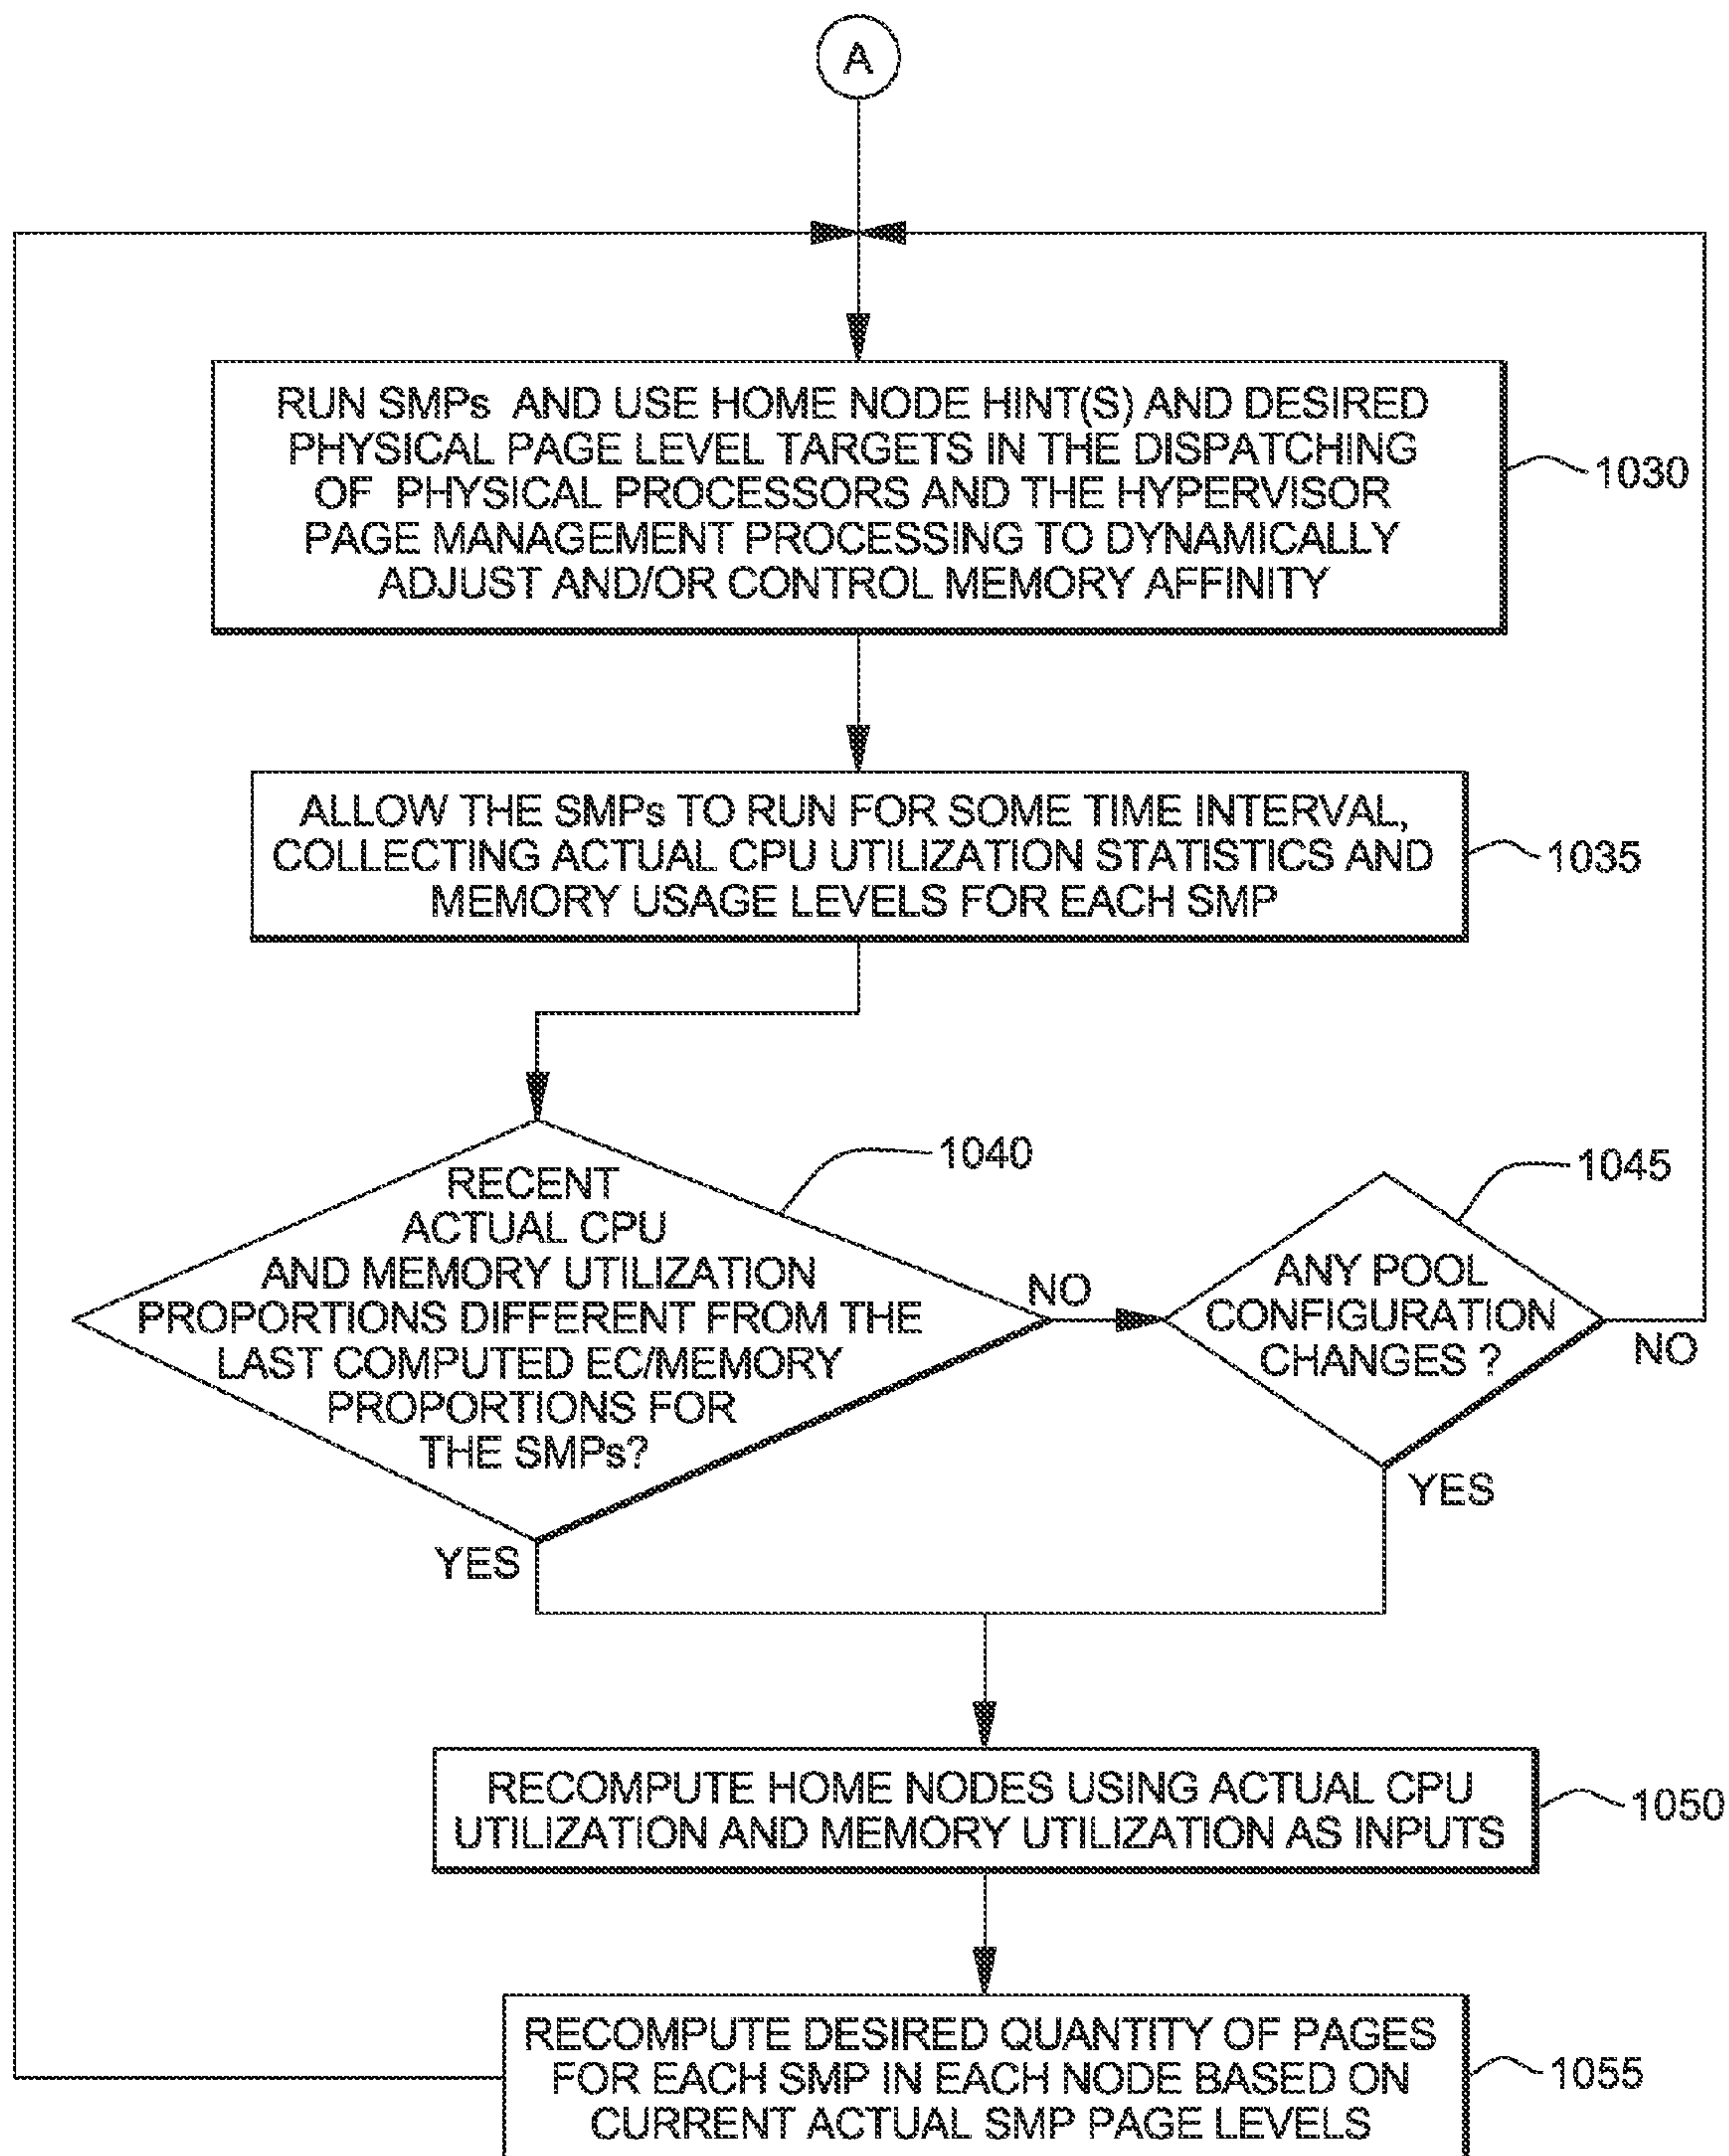 A
RUN SMPs AND USE HOME NODE HINT(S) AND DESIRED
PHYSICAL PAGE LEVEL TARGETS IN THE DISPATCHING
OF PHYSICAL PROCESSORS AND THE HYPERVISOR
PAGE MANAGEMENT PROCESSING TO DYNAMICALLY
ADJUST AND/OR CONTROL MEMORY AFFINITY
1030
ALLOW THE SMPs TO RUN FOR SOME TIME INTERVAL,
COLLECTING ACTUAL CPU UTILIZATION STATISTICS AND
MEMORY USAGE LEVELS FOR EACH SMP
1035
RECENT
ACTUAL CPU
AND MEMORY UTILIZATION
PROPORTIONS DIFFERENT FROM THE
LAST COMPUTED EC/MEMORY
PROPORTIONS FOR
THE SMPs?
1040
NO
YES
ANY POOL
CONFIGURATION
CHANGES ?
1045
NO
YES
RECOMPUTE HOME NODES USING ACTUAL CPU
UTILIZATION AND MEMORY UTILIZATION AS INPUTS
1050
RECOMPUTE DESIRED QUANTITY OF PAGES
FOR EACH SMP IN EACH NODE BASED ON
CURRENT ACTUAL SMP PAGE LEVELS
1055